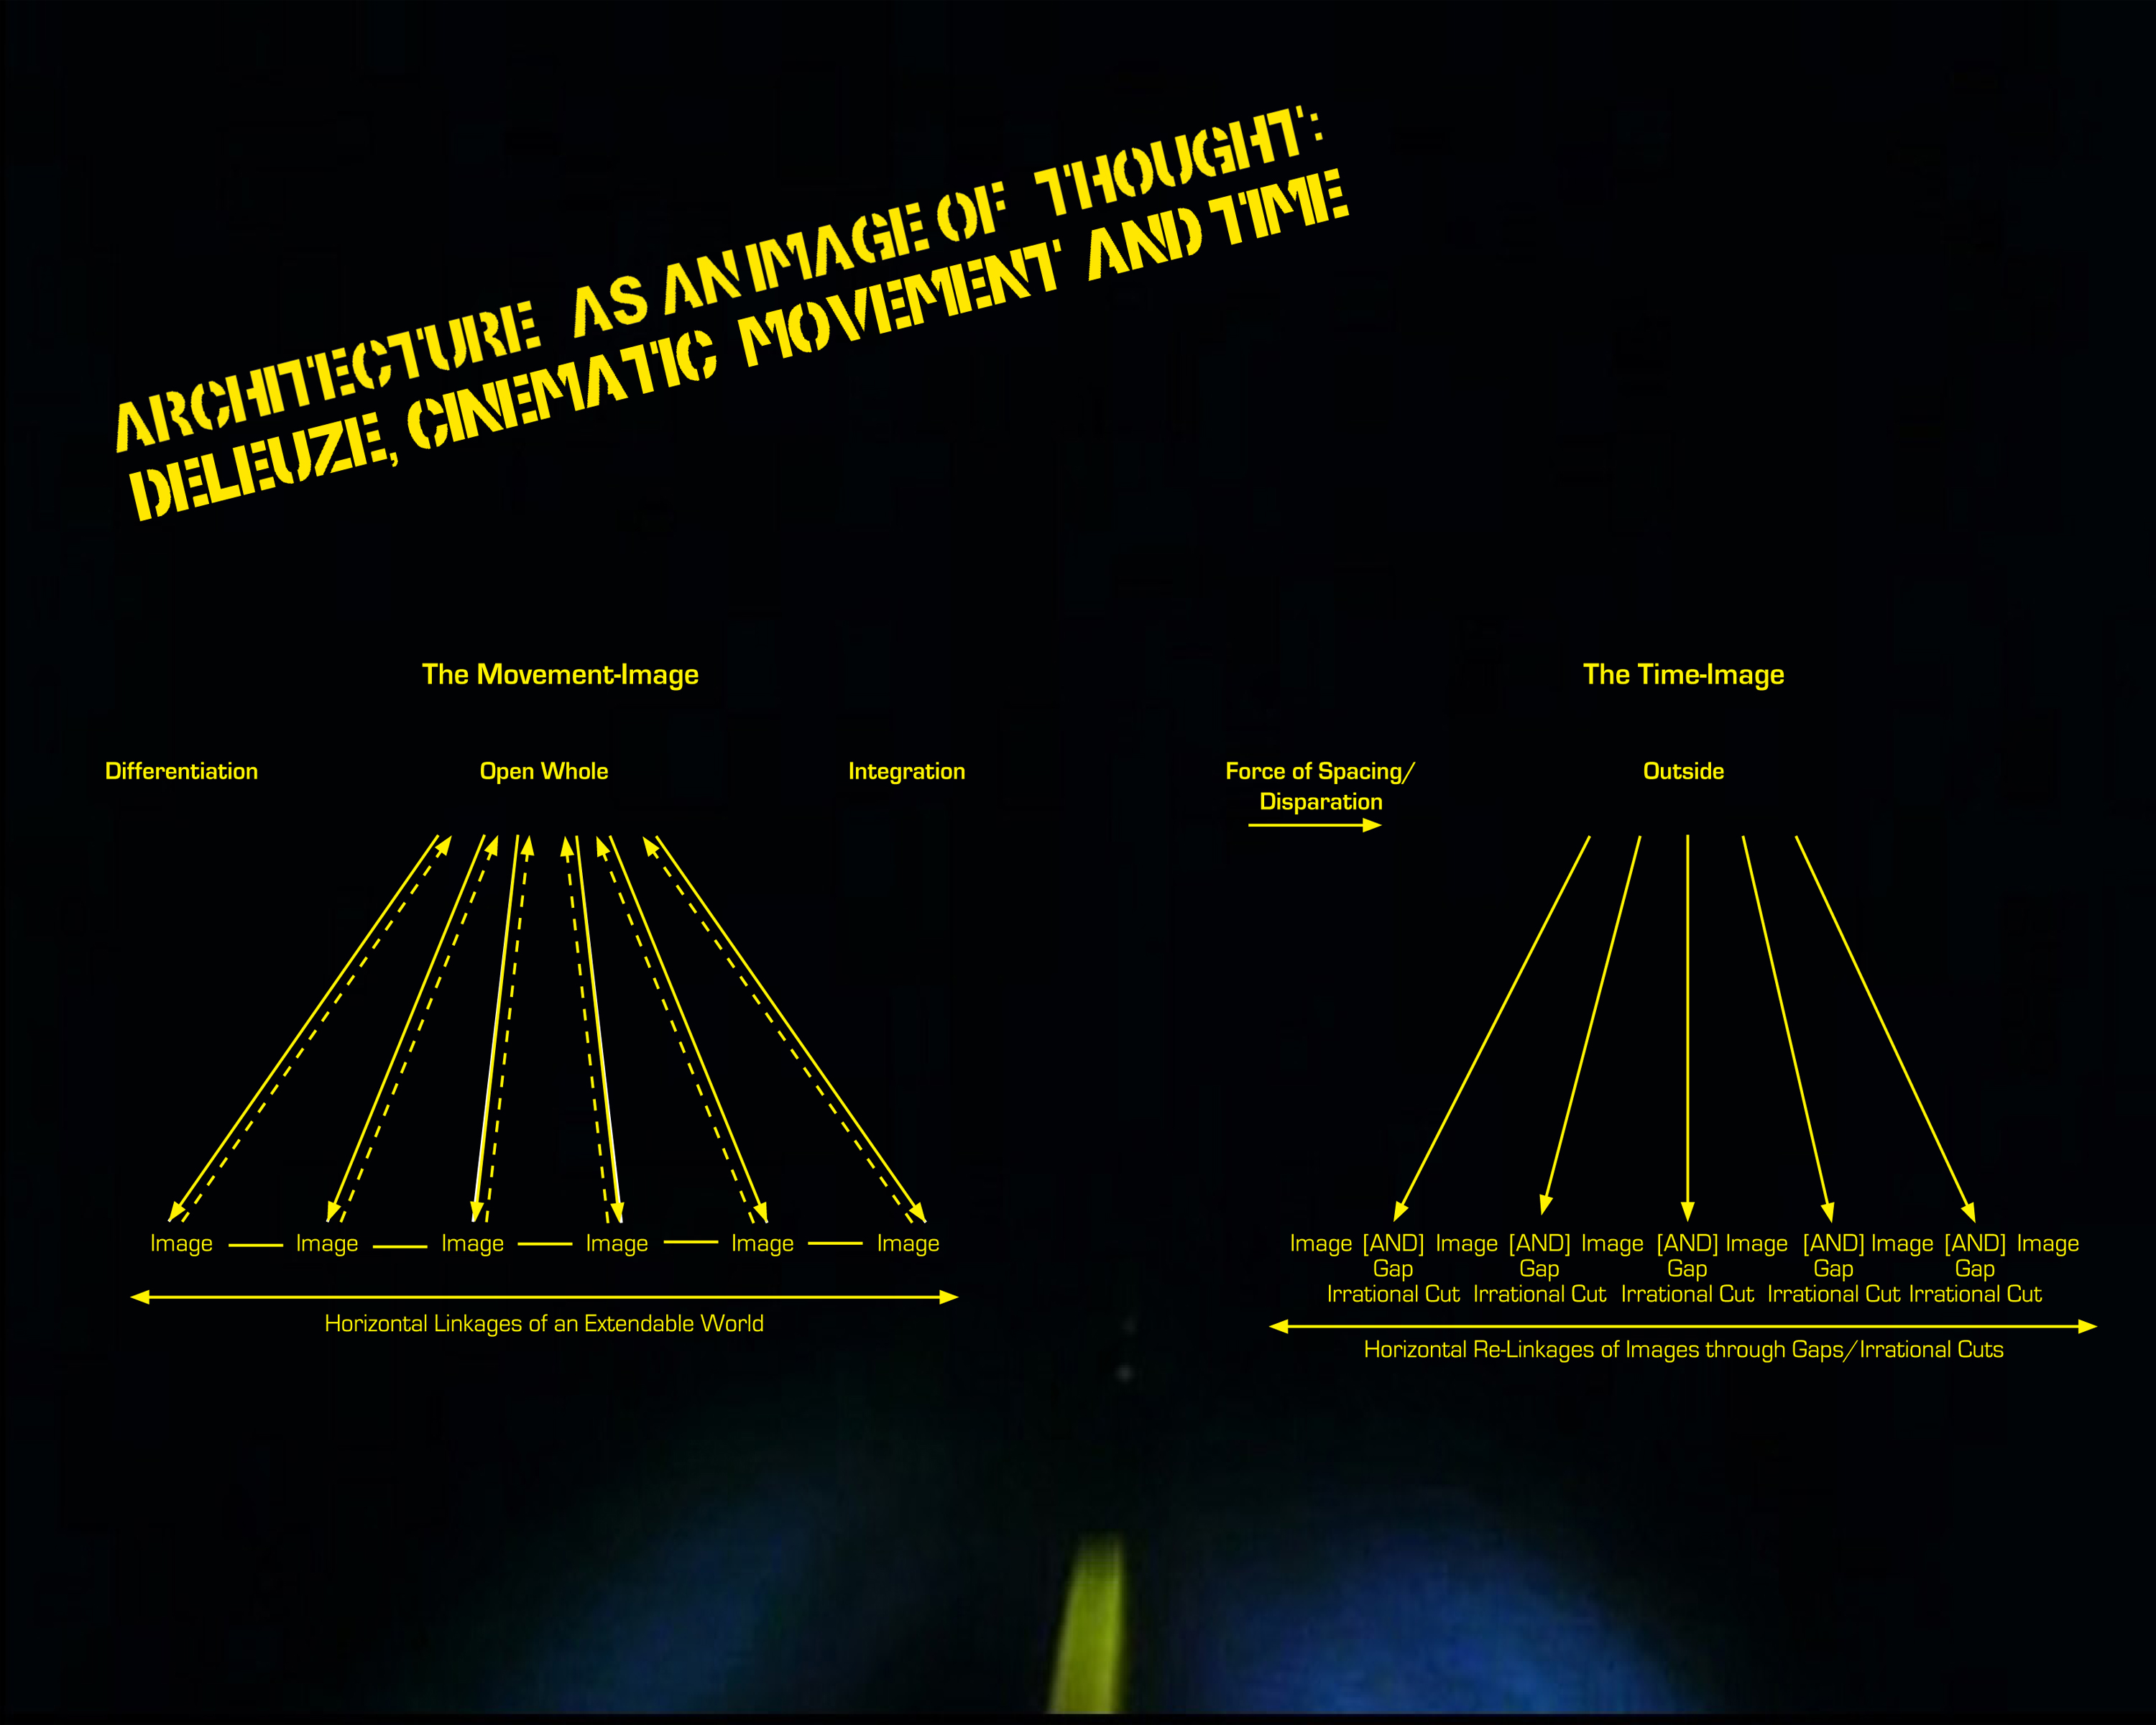 ARCHITECTURE AS AN IMAGE OF THOUGHT:
DELEUZE, CINEMATIC MOVEMENT AND TIME
The Movement-Image
Differentiation Open Whole Integration
Image Image Image Image Image Image
Horizontal Linkages of an Extendable World
The Time-Image
Force of Spacing/ Outside
Disparation
Image [AND] Image [AND] Image [AND] Image [AND] Image [AND] Image
Gap Gap Gap Gap Gap
Irrational Cut Irrational Cut Irrational Cut Irrational Cut Irrational Cut
Horizontal Re-Linkages of Images through Gaps/Irrational Cuts